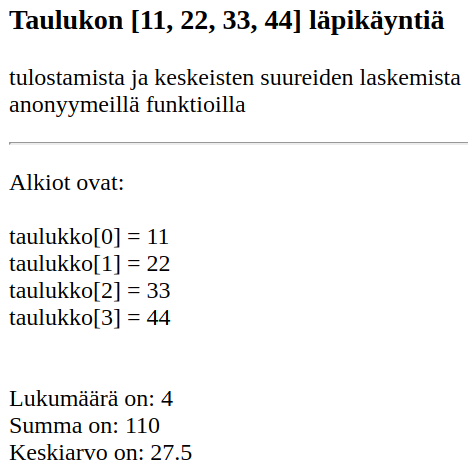 Taulukon [11, 22, 33, 44] läpikäyntiä
tulostamista ja keskeisten suureiden laskemista
anonyymeillä funktioilla
Alkiot ovat:
taulukko[0] = 11
taulukko[1] = 22
taulukko[2] = 33
taulukko[3] = 44
Lukumäärä on: 4
Summa on: 110
Keskiarvo on: 27.5